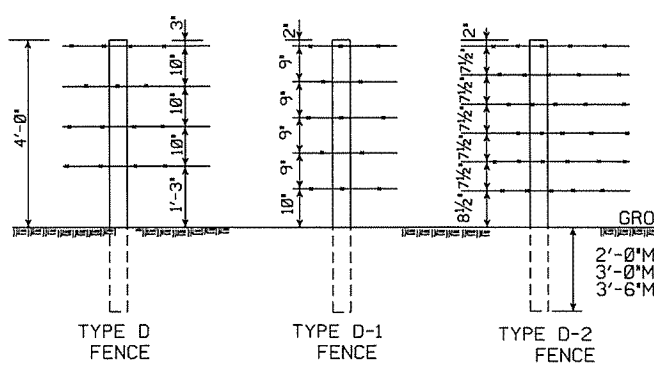 4'-0"
3"
10"
10"
10"
1'-3"
TYPE D
FENCE
2"
9"
9"
9"
9"
10"
TYPE D-1
FENCE
2"
7½"
7½"
7½"
7½"
7½"
8½"
TYPE D-2
FENCE
GRO
2'-0"M
3'-0"M
3'-6"M